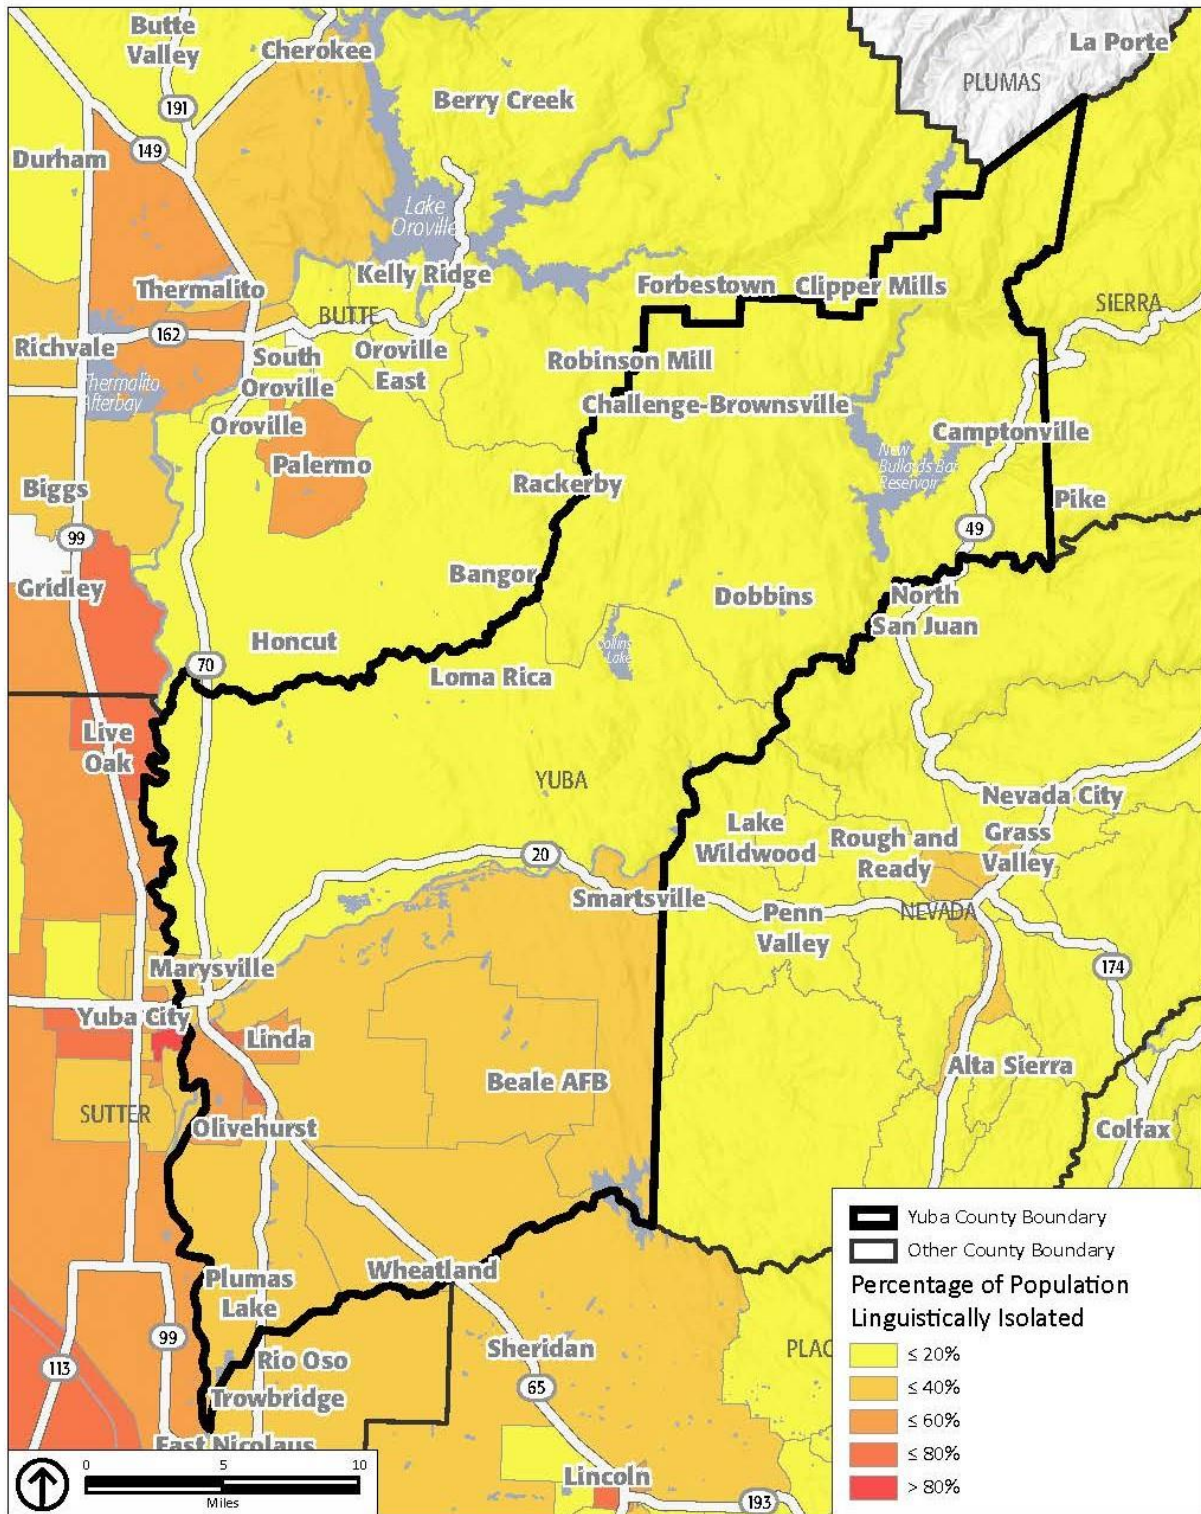 Butte
Valley
Cherokee
La Porte
PLUMAS
Berry Creek
191
149
Durham
Lake
Oroville
Kelly Ridge
Thermalito
Forbestown
Clipper Mills
SIERRA
BUTTE
162
Richvale
South
Oroville
Oroville
East
Robinson Mill
Thermalito
Afterbay
Challenge-Brownsville
Oroville
Camptonville
Palermo
New
Bullards Bar
Reservoir
Rackerby
Biggs
Pike
99
49
Gridley
Bangor
Dobbins
North
San Juan
Honcut
Collins
Lake
70
Loma Rica
Live
Oak
YUBA
Nevada City
Lake
Wildwood
Rough and
Ready
Grass
Valley
20
Smartsville
Penn
Valley
NEVADA
Marysville
174
Yuba City
Linda
Beale AFB
Alta Sierra
SUTTER
Olivehurst
Colfax
Wheatland
Plumas
Lake
99
Rio Oso
Sheridan
PLAC
113
65
Trowbridge
East Nicolaus
Lincoln
193
Yuba County Boundary
Other County Boundary
Percentage of Population
Linguistically Isolated
≤ 20%
≤ 40%
≤ 60%
≤ 80%
> 80%
0 5 10
Miles